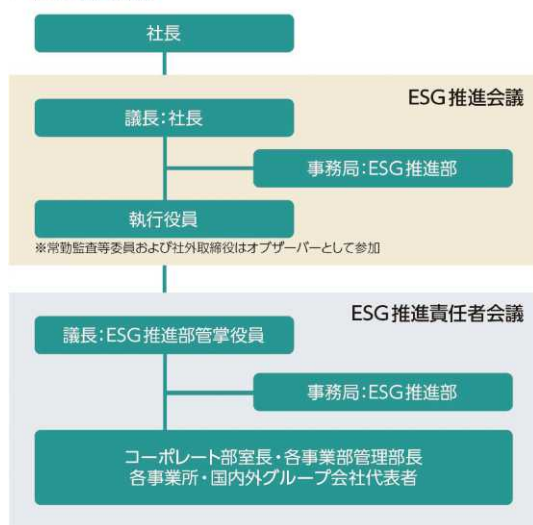 社長
ESG推進会議
議長:社長
事務局:ESG推進部
執行役員
※常勤監査等委員および社外取締役はオブザーバーとして参加
ESG推進責任者会議
議長:ESG推進部管掌役員
事務局:ESG推進部
コーポレート部室長・各事業部管理部長
各事業所・国内外グループ会社代表者